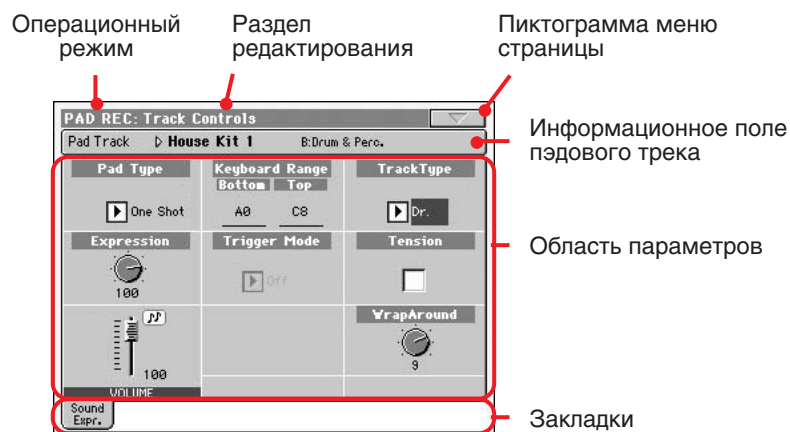 Операционный
режим
Раздел
редактирования
Пиктограмма меню
страницы
PAD REC: Track Controls
Pad Track House Kit 1 B:Drum & Perc.
Информационное поле
пэдового трека
Pad Type Keyboard Range TrackType
Bottom Top
One Shot A0 C8 Dr.
Область параметров
Expression Trigger Mode Tension
Off
100
WrapAround
100
9
VOLUME
Sound
Expr.
Закладки